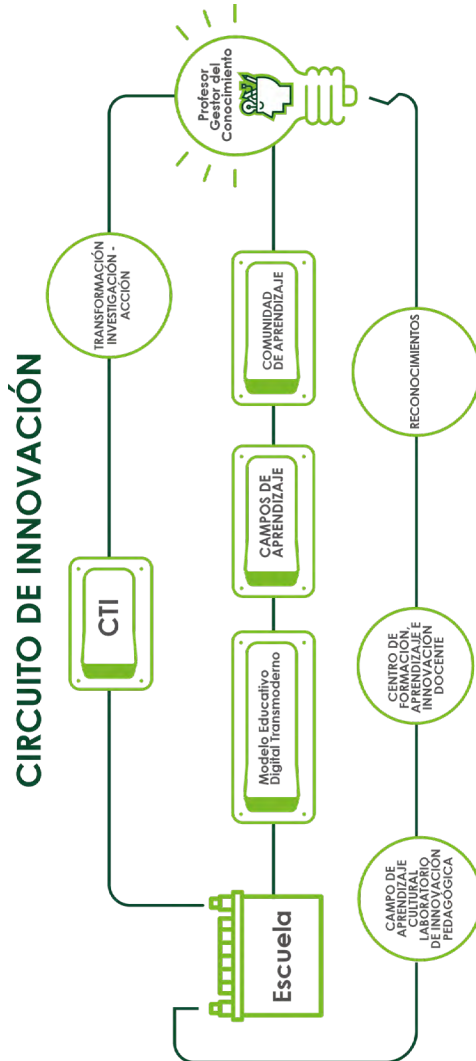 CIRCUITO DE INNOVACIÓN
CTI
TRANSFORMACIÓN
INVESTIGACIÓN -
ACCIÓN
Escuela
Modelo Educativo
Digital Transmoderno
CAMPOS DE
APRENDIZAJE
COMUNIDAD
DE APRENDIZAJE
Profesor
Gestor del
Conocimiento
CAMPO DE
APRENDIZAJE
CULTURAL
LABORATORIO
DE INNOVACIÓN
PEDAGÓGICA
CENTRO DE
FORMACIÓN,
APRENDIZAJE E
INNOVACIÓN
DOCENTE
RECONOCIMIENTOS